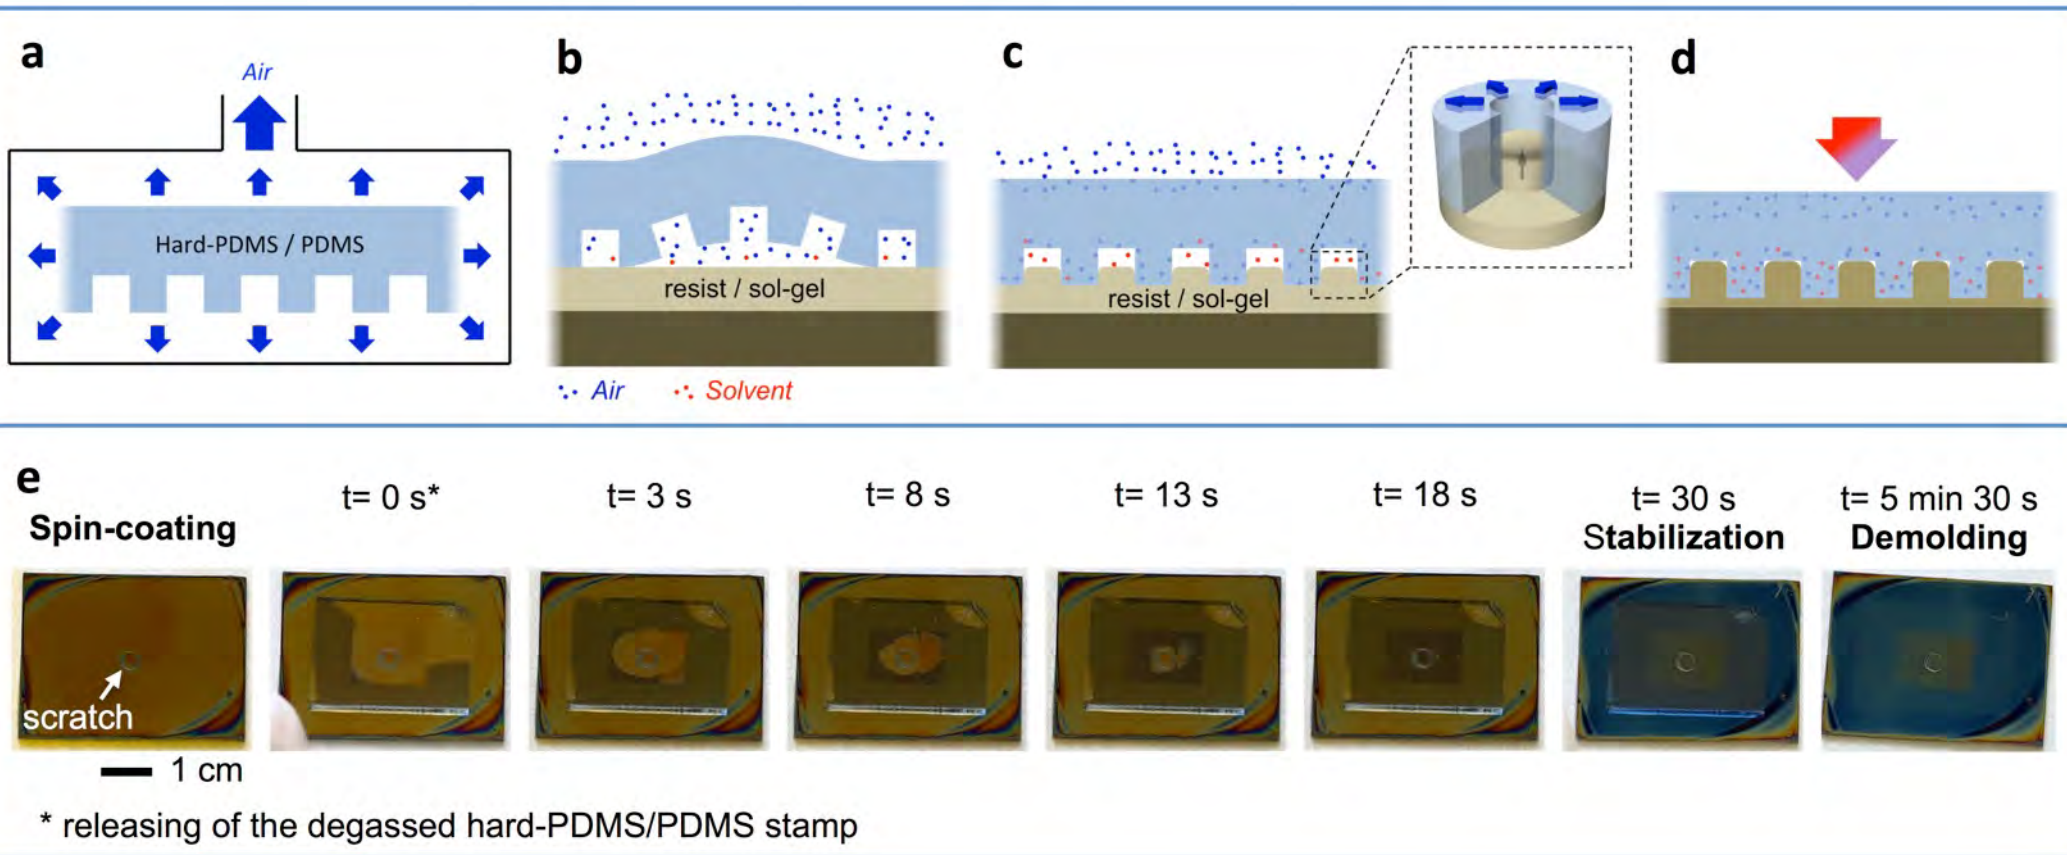 a
Air
Hard-PDMS / PDMS
b
resist / sol-gel
Air
Solvent
c
resist / sol-gel
d
e
Spin-coating
t= 0 s*
t= 3 s
t= 8 s
t= 13 s
t= 18 s
t= 30 s
Stabilization
t= 5 min 30 s
Demolding
scratch
1 cm
* releasing of the degassed hard-PDMS/PDMS stamp